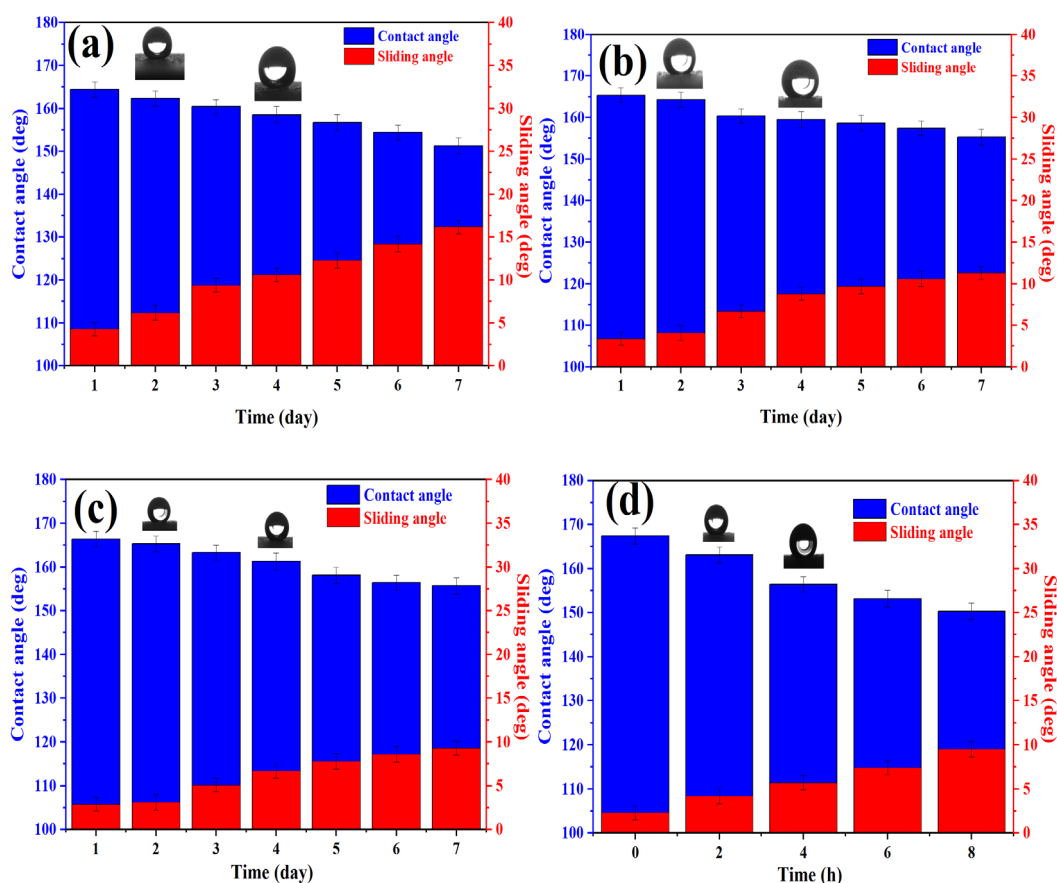 (a)
Contact angle
Sliding angle
180
170
160
150
140
130
120
110
100
Contact angle (deg)
40
35
30
25
20
15
10
5
0
Sliding angle (deg)
1 2 3 4 5 6 7
Time (day)
(b)
Contact angle
Sliding angle
180
170
160
150
140
130
120
110
100
Contact angle (deg)
40
35
30
25
20
15
10
5
0
Sliding angle (deg)
1 2 3 4 5 6 7
Time (day)
(c)
Contact angle
Sliding angle
180
170
160
150
140
130
120
110
100
Contact angle (deg)
40
35
30
25
20
15
10
5
0
Sliding angle (deg)
1 2 3 4 5 6 7
Time (day)
(d)
Contact angle
Sliding angle
180
170
160
150
140
130
120
110
100
Contact angle (deg)
40
35
30
25
20
15
10
5
0
Sliding angle (deg)
0 2 4 6 8
Time (h)